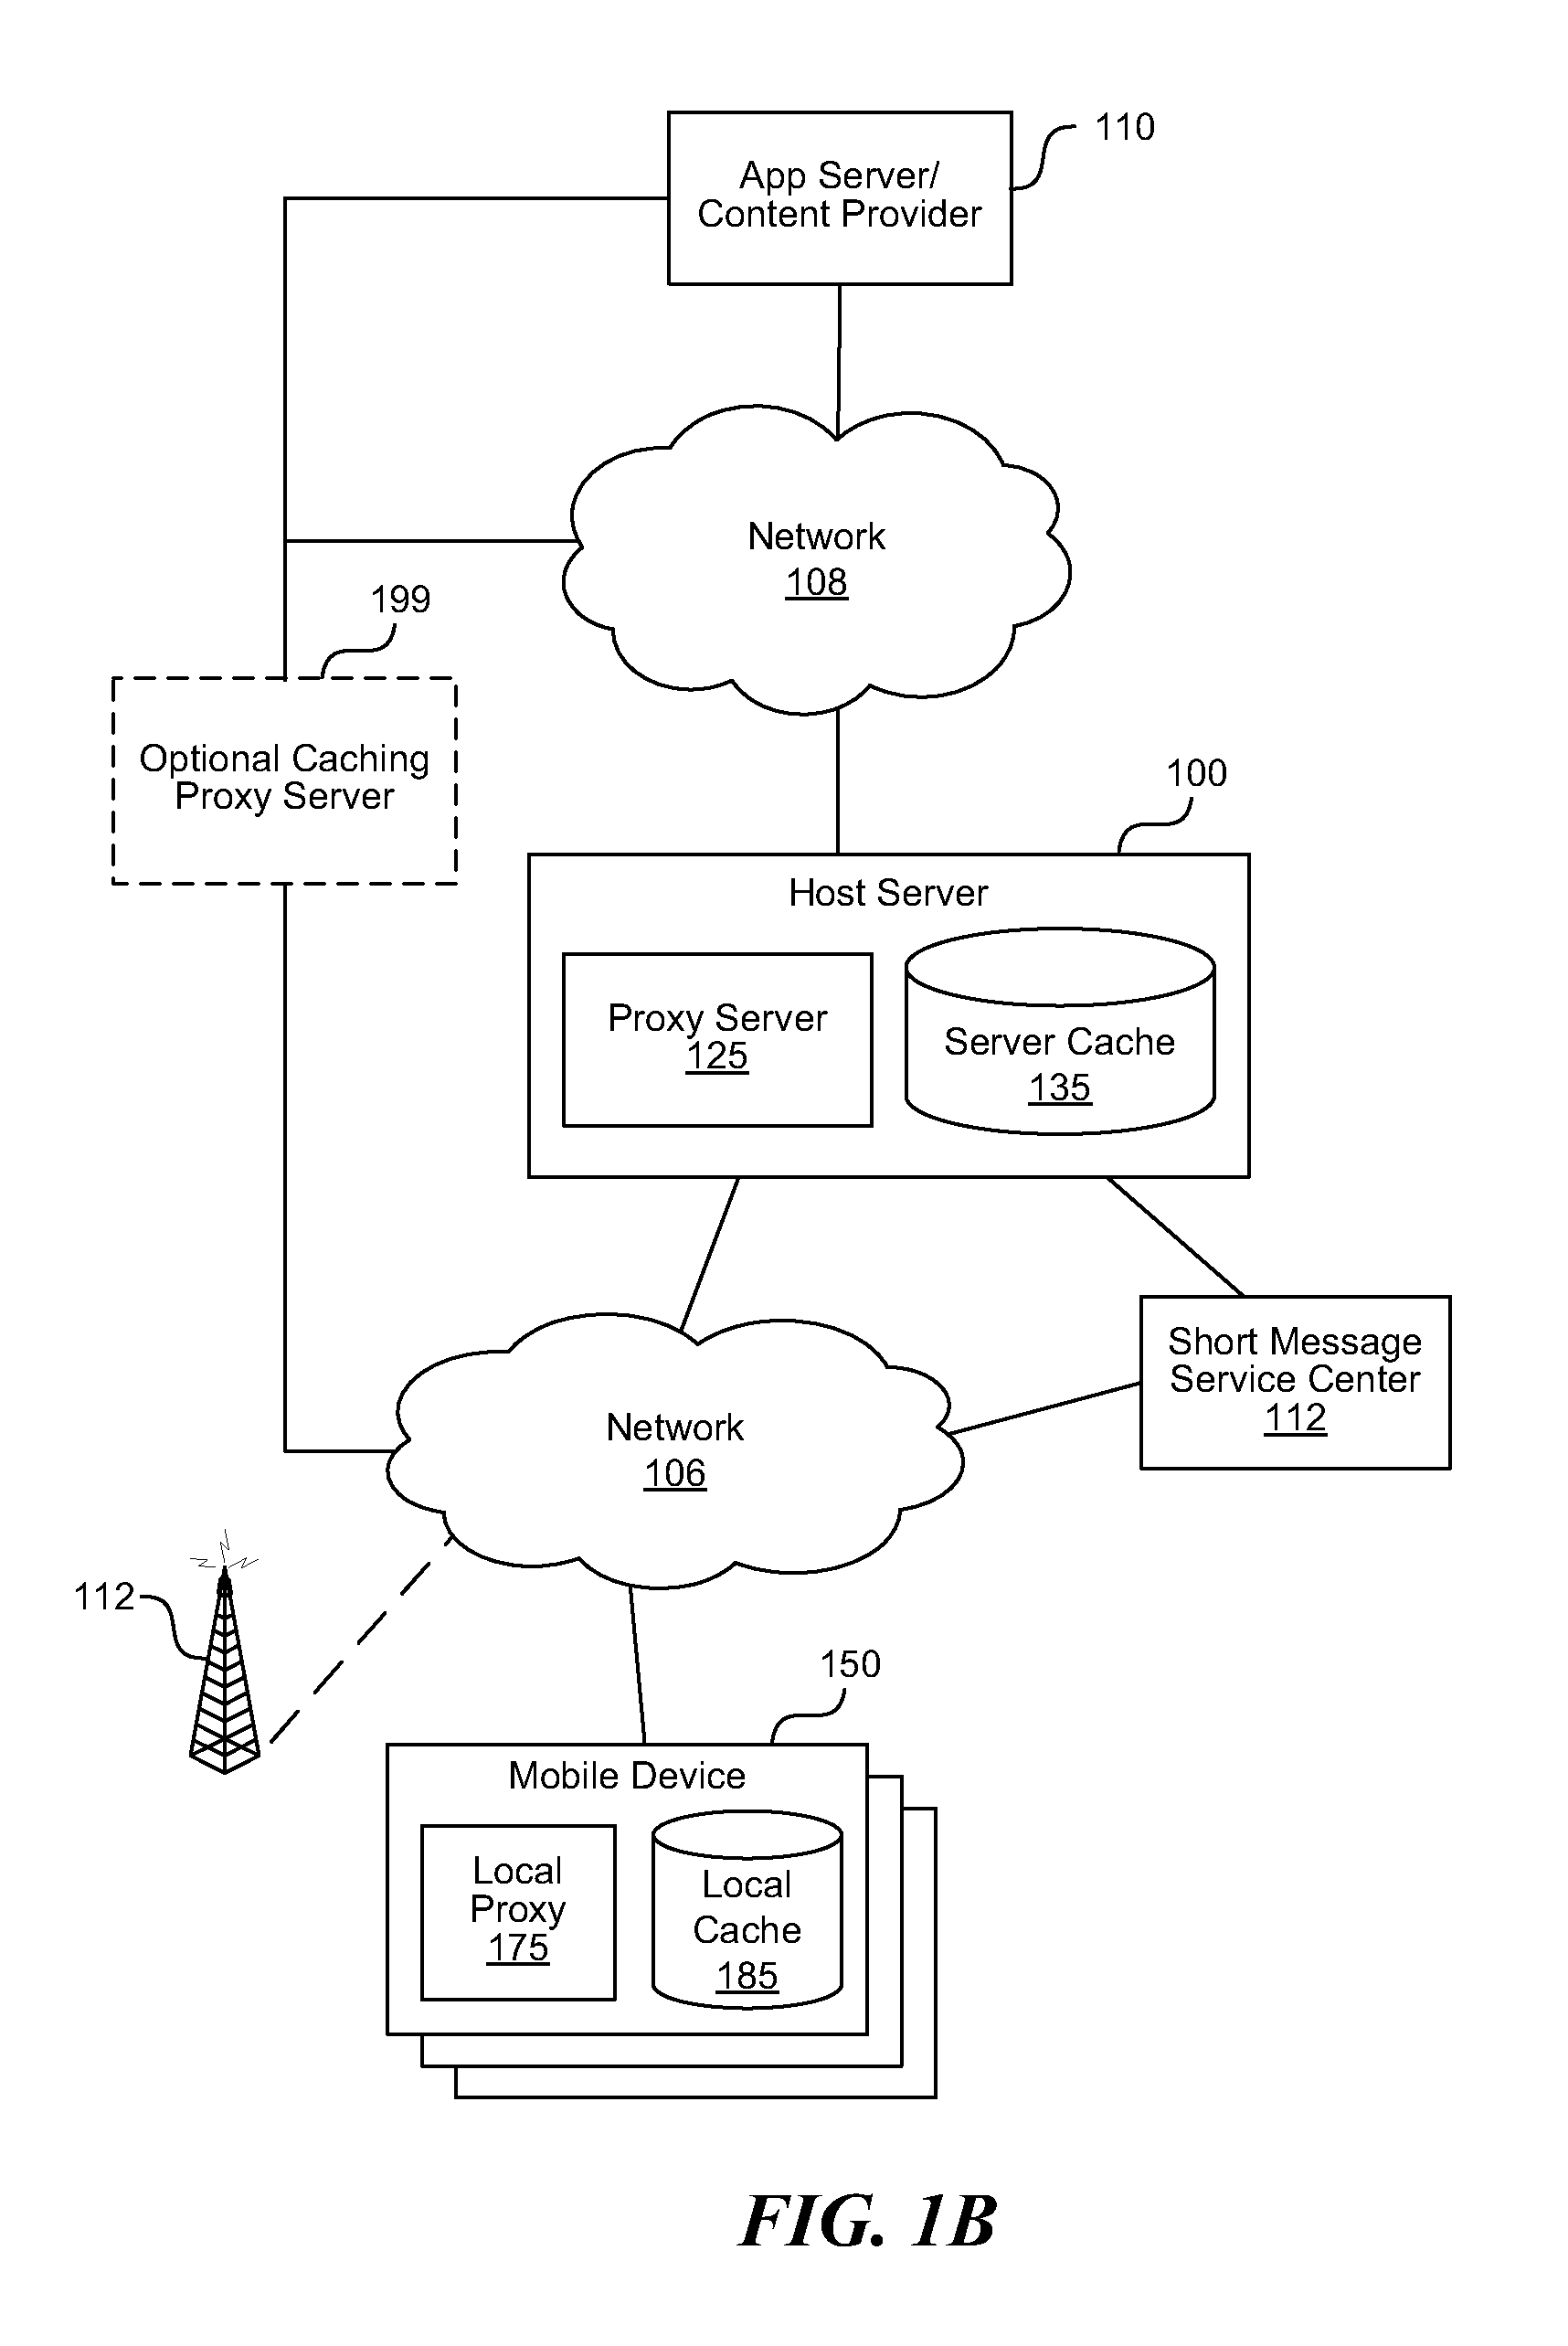 110
App Server/
Content Provider
Network
108
199
Optional Caching
Proxy Server
100
Host Server
Proxy Server
125
Server Cache
135
Short Message
Service Center
112
Network
106
112
150
Mobile Device
Local
Proxy
175
Local
Cache
185
FIG. 1B